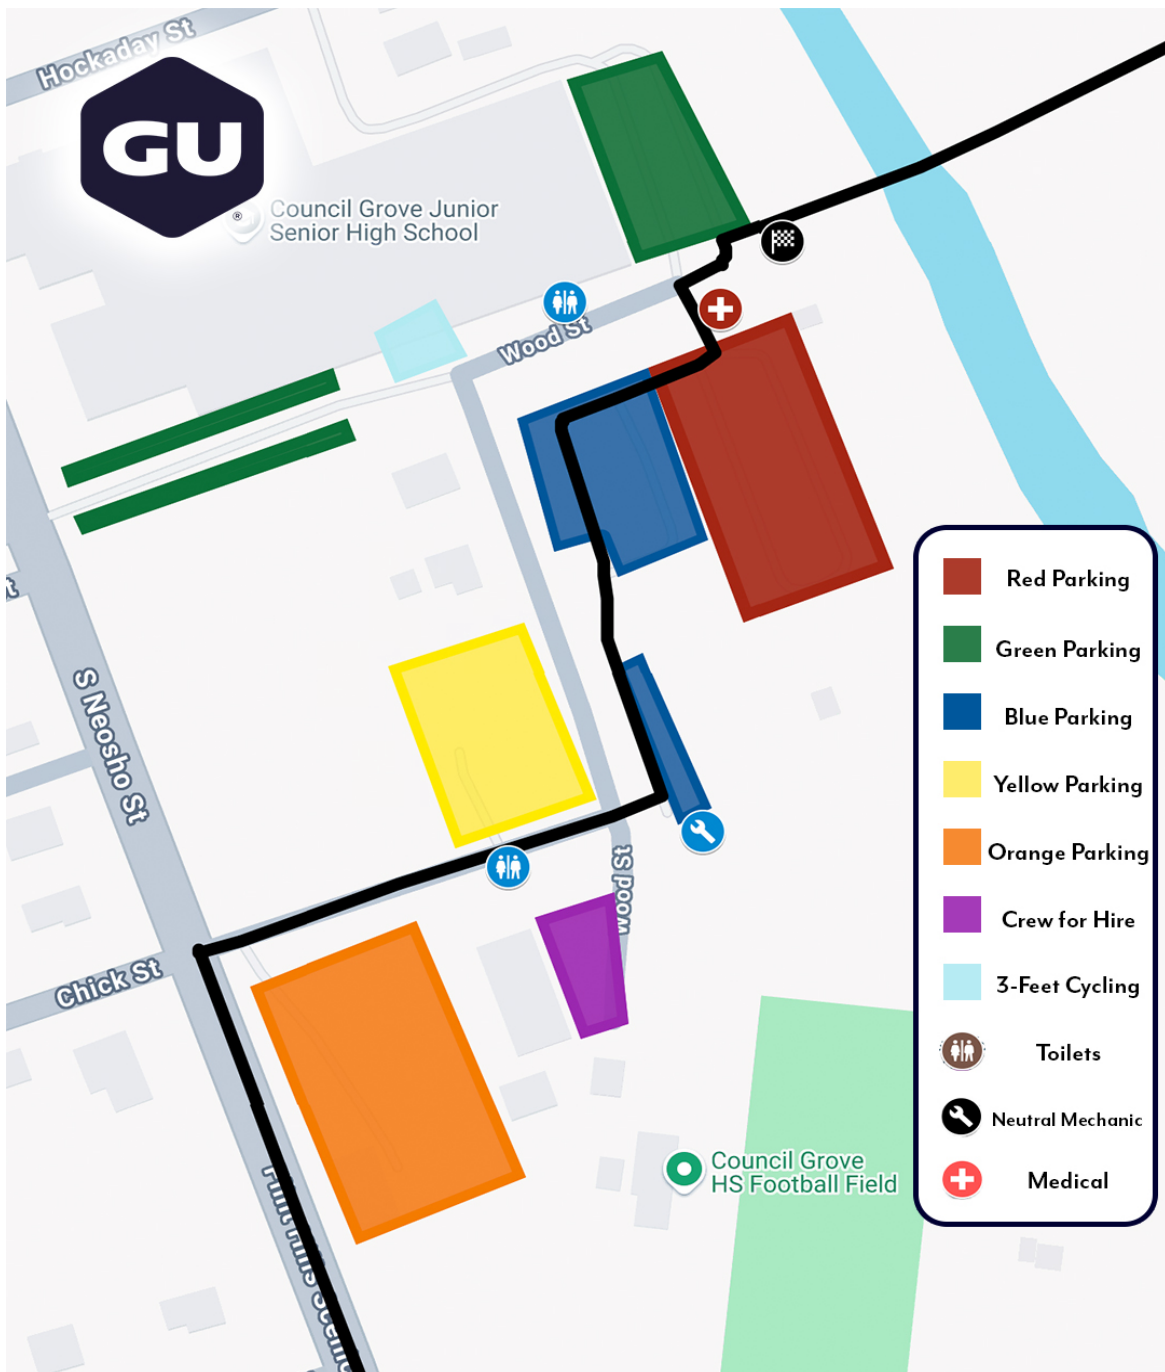 Hockaday St
GU
®
Council Grove Junior
Senior High School
Wood St
S Neosho St
Wood St
Chick St
Council Grove
HS Football Field
Red Parking
Green Parking
Blue Parking
Yellow Parking
Orange Parking
Crew for Hire
3-Feet Cycling
Toilets
Neutral Mechanic
Medical